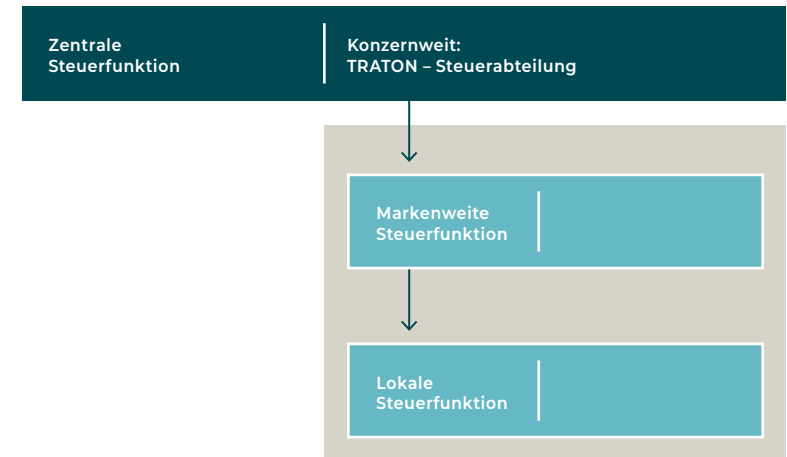 Zentrale
Steuerfunktion
Konzernweit:
TRATON – Steuerabteilung
Markenweite
Steuerfunktion
Lokale
Steuerfunktion